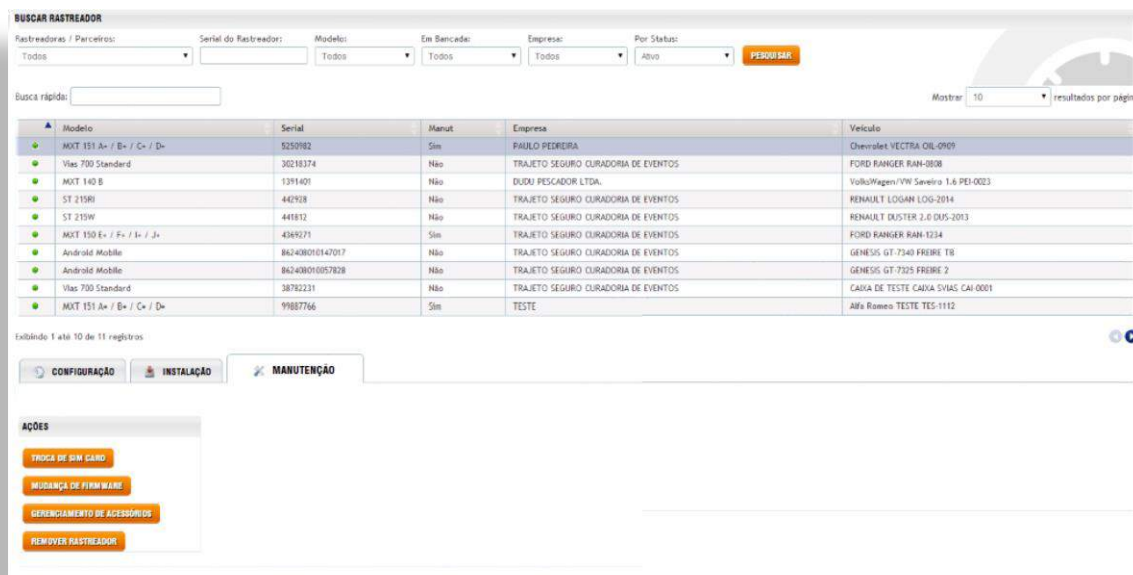 BUSCAR RASTREADOR
Rastreadoras / Parceiros: Serial do Rastreador: Modelo: Em Bancada: Empresa: Por Status:
Todos Todos Todos Todos Ativo PESQUISAR
Busca rápida: Mostrar 10 resultados por págin
Modelo Serial Manut Empresa Veículo
MXT 151 A+ / B+ / C+ / D+ 5250982 Sim PAULO PEDREIRA Chevrolet VECTRA OIL-0909
Vlas 700 Standard 30218374 Não TRAJETO SEGURO CURADORIA DE EVENTOS FORD RANGER RAN-0808
MXT 140 B 1391401 Não DUDU PESCADOR LTDA. VolksWagen/VW Saveiro 1.6 PEI-0023
ST 215RI 442928 Não TRAJETO SEGURO CURADORIA DE EVENTOS RENAULT LOGAN LOG-2014
ST 215W 441812 Não TRAJETO SEGURO CURADORIA DE EVENTOS RENAULT DUSTER 2.0 DUS-2013
MXT 150 E+ / F+ / I+ / J+ 4369271 Sim TRAJETO SEGURO CURADORIA DE EVENTOS FORD RANGER RAN-1234
Android Mobile 862408010147017 Não TRAJETO SEGURO CURADORIA DE EVENTOS GENESIS GT-7340 FREIRE TB
Android Mobile 862408010057828 Não TRAJETO SEGURO CURADORIA DE EVENTOS GENESIS GT-7325 FREIRE 2
Vlas 700 Standard 38782231 Não TRAJETO SEGURO CURADORIA DE EVENTOS CAIXA DE TESTE CAIXA SVIAS CAI-0001
MXT 151 A+ / B+ / C+ / D+ 99887766 Sim TESTE Alfa Romeo TESTE TES-1112
Exibindo 1 até 10 de 11 registros
CONFIGURAÇÃO INSTALAÇÃO MANUTENÇÃO
AÇÕES
TROCA DE SIM CARD
MUDANÇA DE FIRMWARE
GERENCIAMENTO DE ACESSÓRIOS
REMOVER RASTREADOR